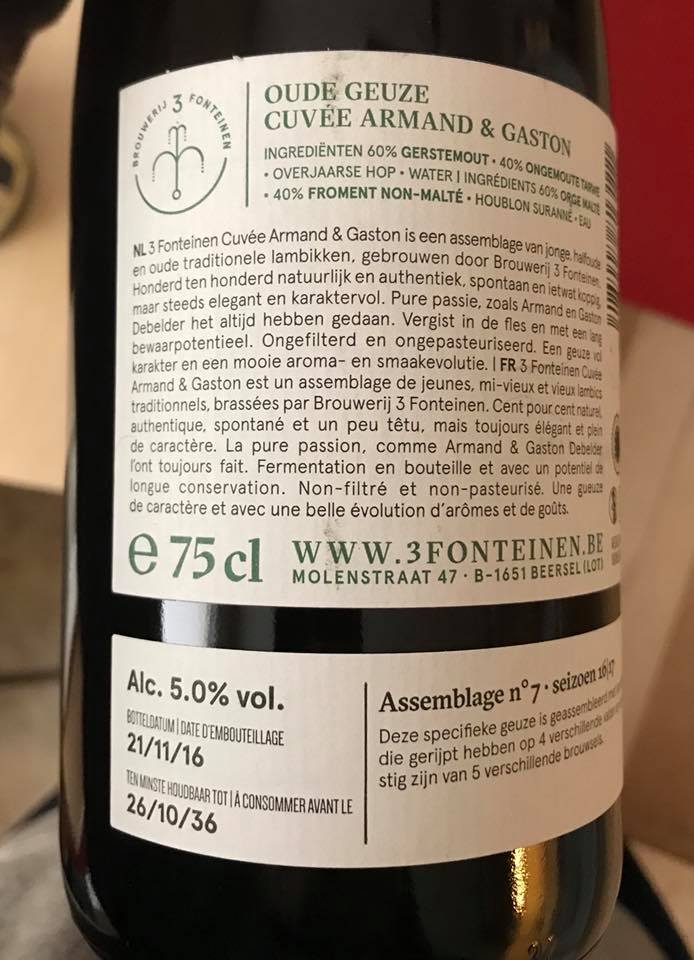 BROUWERIJ 3 FONTEINEN
OUDE GEUZE
CUVÉE ARMAND & GASTON
INGREDIËNTEN 60% GERSTEMOUT • 40% ONGEMOUTE TARWE
• OVERJAARSE HOP • WATER | INGRÉDIENTS 60% ORGE MALTÉ
• 40% FROMENT NON-MALTÉ • HOUBLON SURANNÉ • EAU
NL 3 Fonteinen Cuvée Armand & Gaston is een assemblage van jonge, halfoude
en oude traditionele lambikken, gebrouwen door Brouwerij 3 Fonteinen.
Honderd ten honderd natuurlijk en authentiek, spontaan en ietwat koppig,
maar steeds elegant en karaktervol. Pure passie, zoals Armand en Gaston
Debelder het altijd hebben gedaan. Vergist in de fles en met een lang
bewaarpotentieel. Ongefilterd en ongepasteuriseerd. Een geuze vol
karakter en een mooie aroma- en smaakevolutie. | FR 3 Fonteinen Cuvée
Armand & Gaston est un assemblage de jeunes, mi-vieux et vieux lambics
traditionnels, brassées par Brouwerij 3 Fonteinen. Cent pour cent naturel,
authentique, spontané et un peu têtu, mais toujours élégant et plein
de caractère. La pure passion, comme Armand & Gaston Debelder
l'ont toujours fait. Fermentation en bouteille et avec un potentiel de
longue conservation. Non-filtré et non-pasteurisé. Une gueuze
de caractère et avec une belle évolution d'arômes et de goûts.
e 75 cl
WWW.3FONTEINEN.BE
MOLENSTRAAT 47 • B-1651 BEERSEL (LOT)
Alc. 5.0% vol.
BOTTELDATUM | DATE D'EMBOUTEILLAGE
21/11/16
TEN MINSTE HOUDBAAR TOT | À CONSOMMER AVANT LE
26/10/36
Assemblage n°7 • seizoen 16|17
Deze specifieke geuze is geassembleerd
die gerijpt hebben op 4 verschillende
stig zijn van 5 verschillende brouwsels.